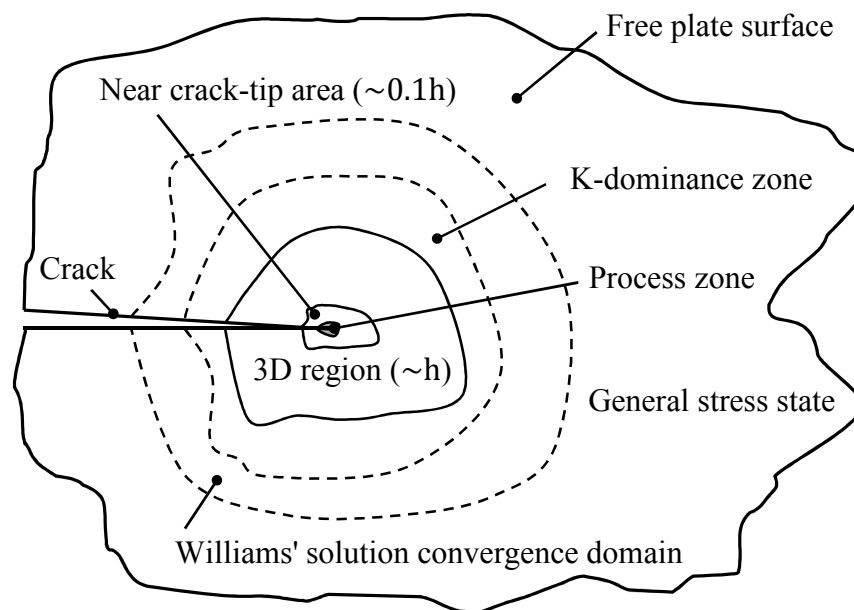 Free plate surface
Near crack-tip area (~0.1h)
K-dominance zone
Crack
Process zone
3D region (~h)
General stress state
Williams' solution convergence domain